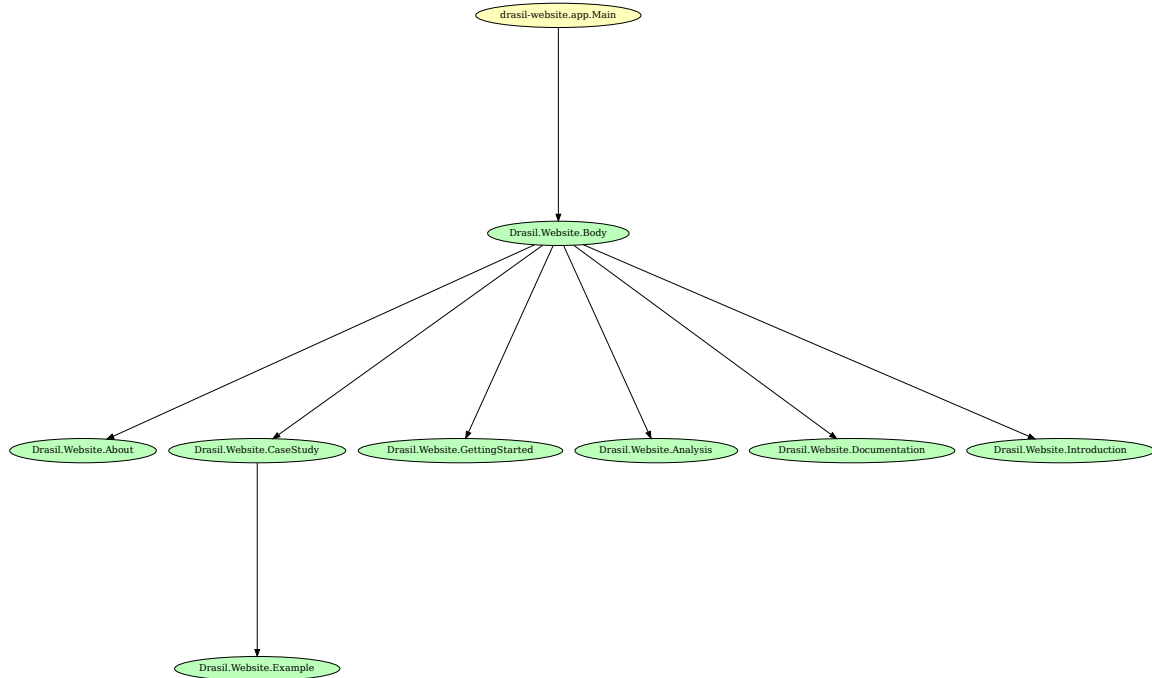 drasil-website.app.Main
Drasil.Website.Body
Drasil.Website.About
Drasil.Website.CaseStudy
Drasil.Website.GettingStarted
Drasil.Website.Analysis
Drasil.Website.Documentation
Drasil.Website.Introduction
Drasil.Website.Example